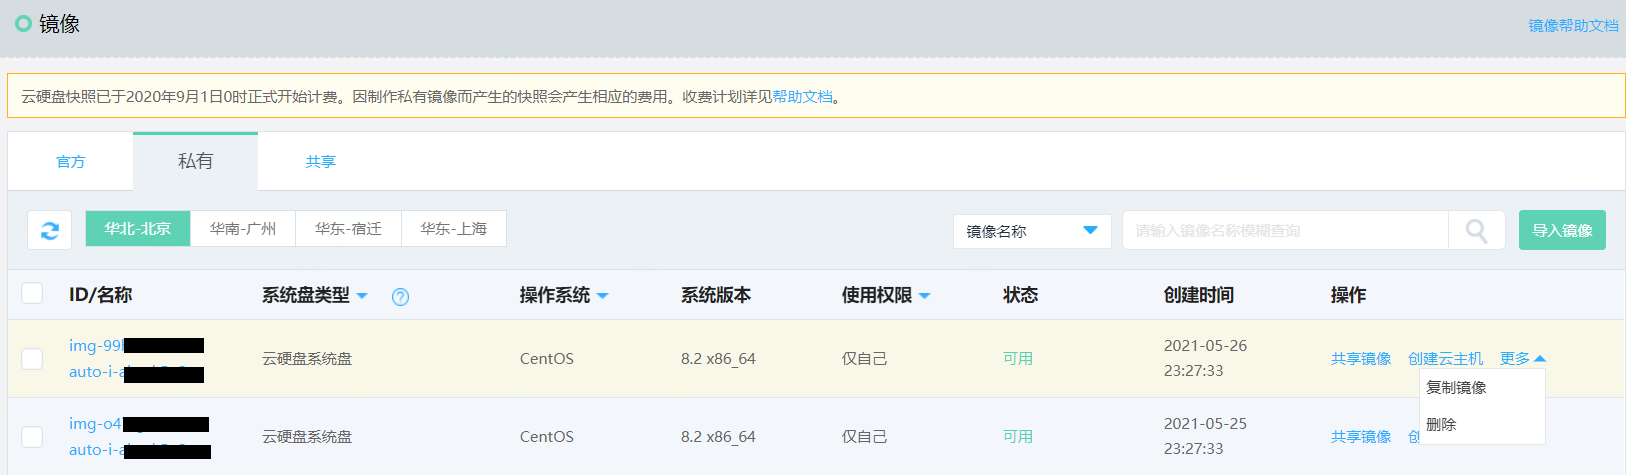 镜像
镜像帮助文档
云硬盘快照已于2020年9月1日0时正式开始计费。因制作私有镜像而产生的快照会产生相应的费用。收费计划详见帮助文档。
官方 私有 共享
华北-北京 华南-广州 华东-宿迁 华东-上海 镜像名称 请输入镜像名称模糊查询 导入镜像
ID/名称 系统盘类型 ? 操作系统 系统版本 使用权限 状态 创建时间 操作
img-99
auto-i-a
云硬盘系统盘 CentOS 8.2 x86_64 仅自己 可用
2021-05-26
23:27:33
共享镜像 创建云主机 更多
复制镜像
删除
img-o4
auto-i-a
云硬盘系统盘 CentOS 8.2 x86_64 仅自己 可用
2021-05-25
23:27:33
共享镜像